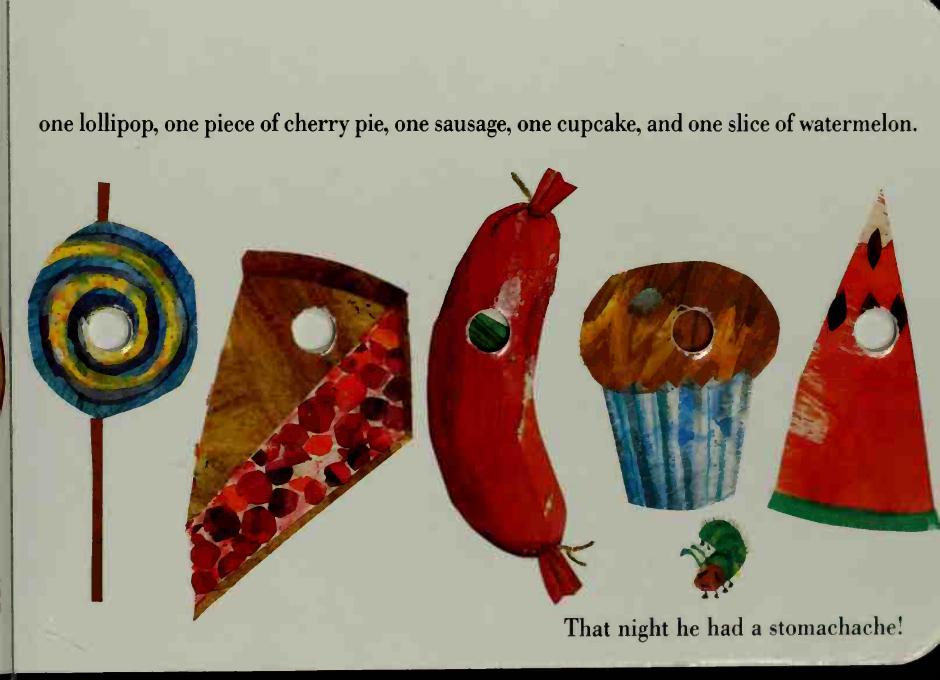 one lollipop, one piece of cherry pie, one sausage, one cupcake, and one slice of watermelon.
That night he had a stomachache!